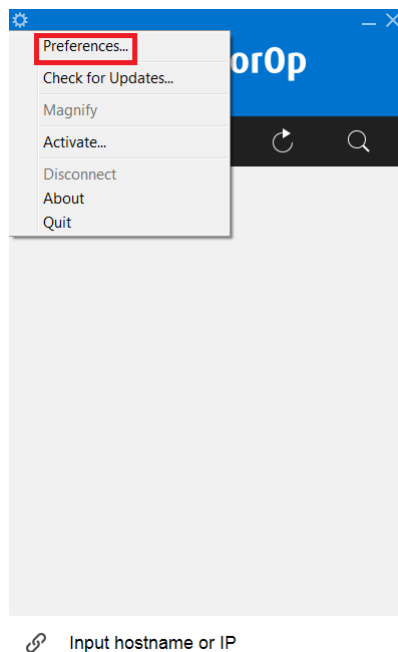 Preferences...
orOp
Check for Updates...
Magnify
Activate...
Disconnect
About
Quit
Input hostname or IP